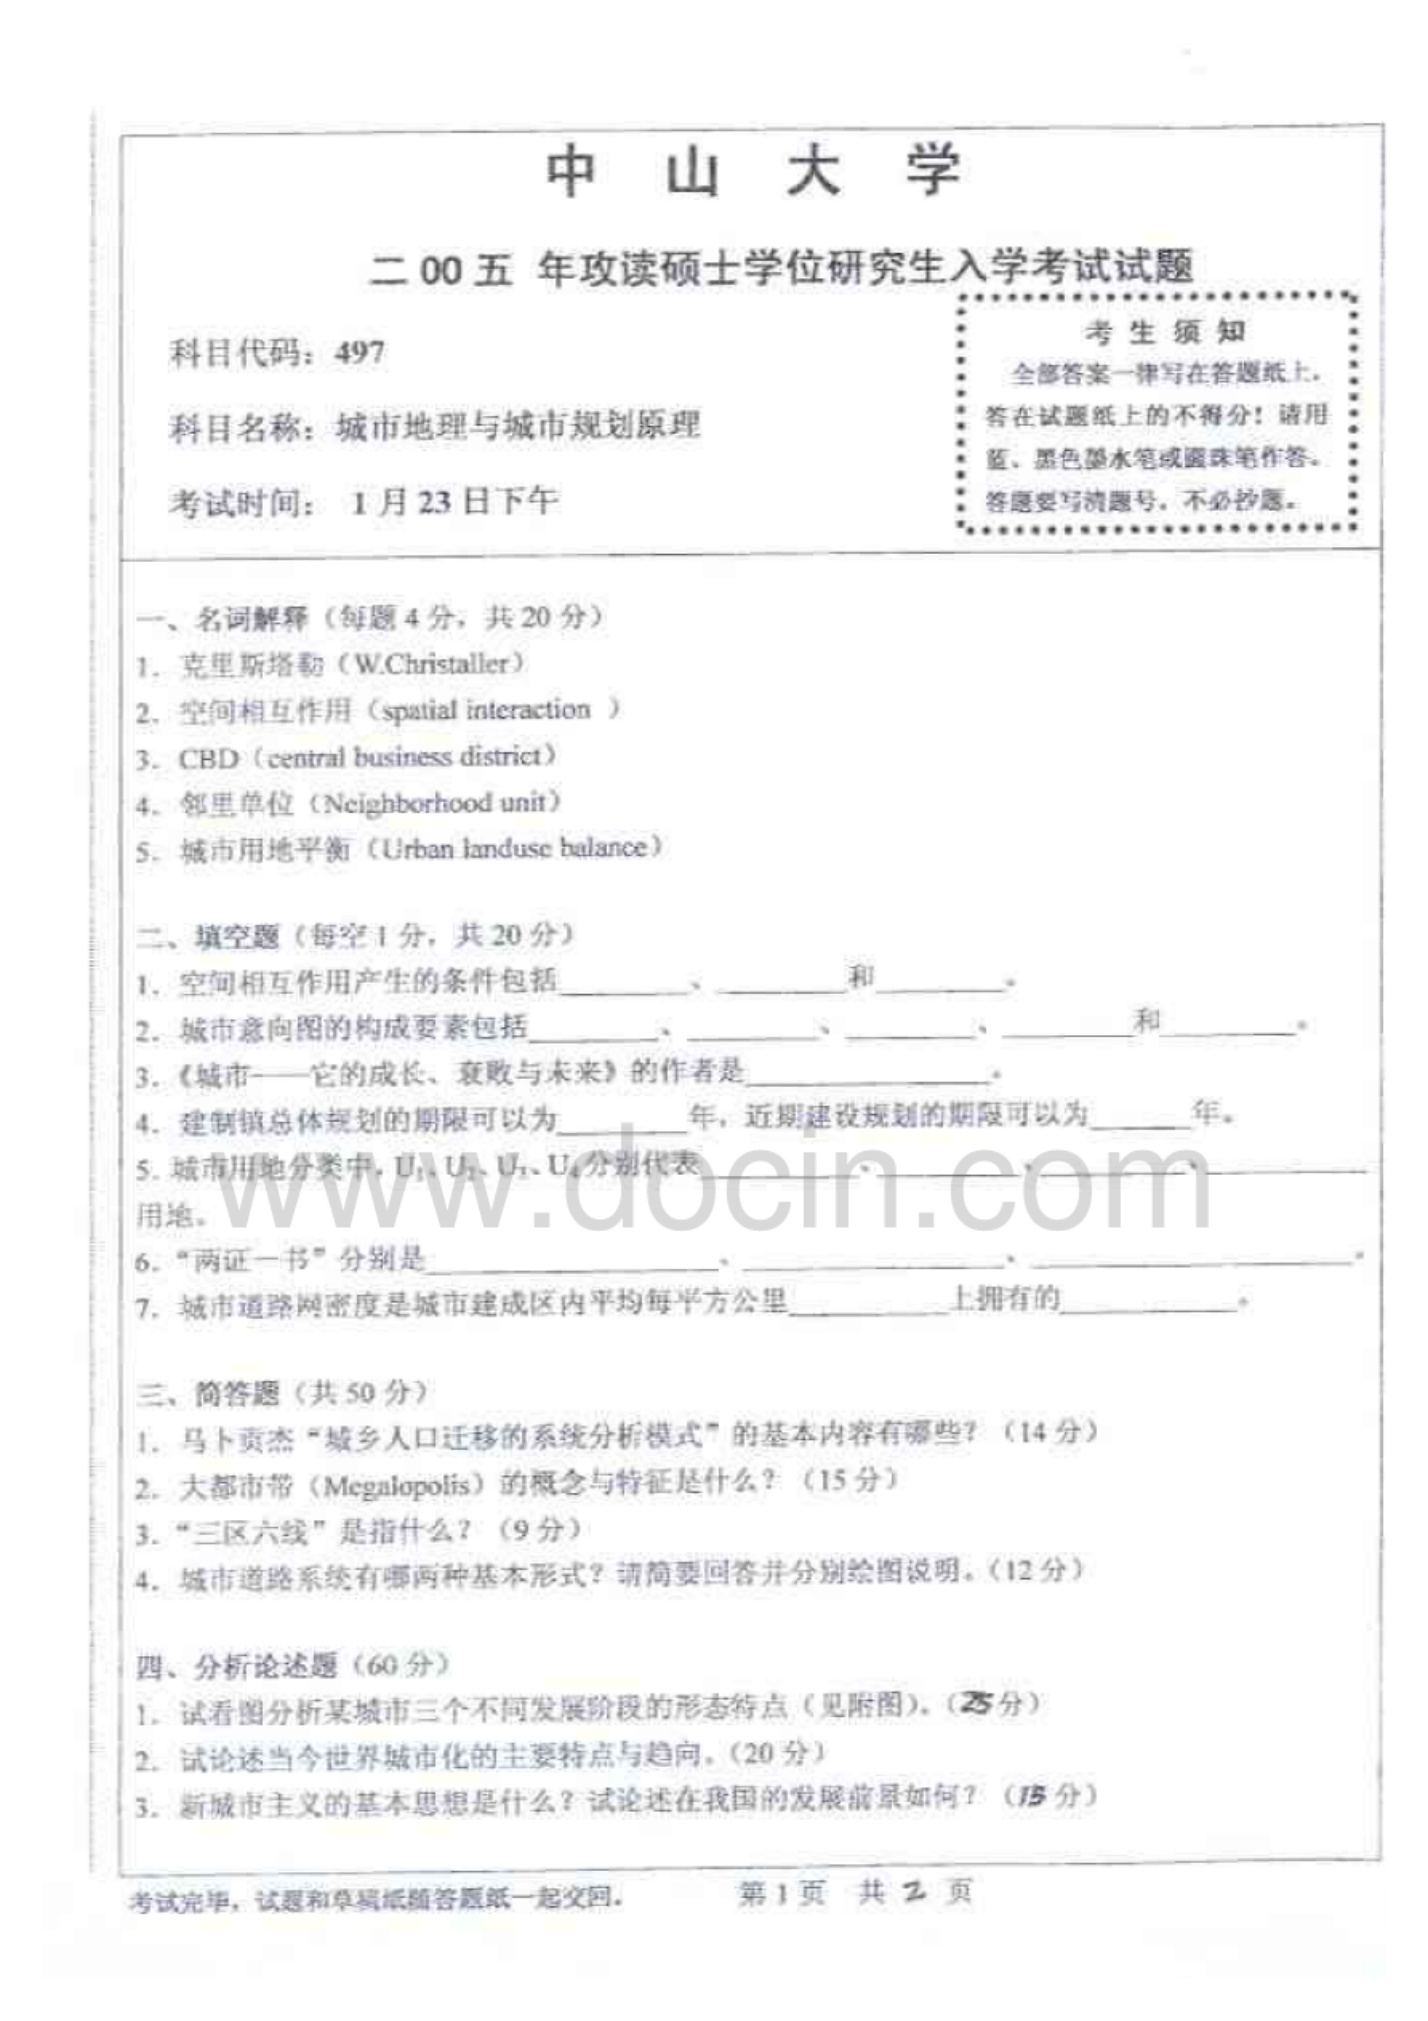 中 山 大 学
二00五 年攻读硕士学位研究生入学考试试题
科目代码：497
科目名称：城市地理与城市规划原理
考试时间： 1月23日下午
考 生 须 知
全部答案一律写在答题纸上，
答在试题纸上的不得分！请用
蓝、黑色墨水笔或圆珠笔作答。
答题要写清题号，不必抄题。
一、名词解释（每题4分，共20分）
1. 克里斯塔勒（W.Christaller）
2. 空间相互作用（spatial interaction ）
3. CBD（central business district）
4. 邻里单位（Neighborhood unit）
5. 城市用地平衡（Urban landuse balance）
二、填空题（每空1分，共20分）
1. 空间相互作用产生的条件包括________、________和________。
2. 城市意向图的构成要素包括________、________、________、________和________。
3.《城市——它的成长、衰败与未来》的作者是______________。
4. 建制镇总体规划的期限可以为________年，近期建设规划的期限可以为______年。
5. 城市用地分类中，U₁、U₂、U₃、U₄分别代表________、________、________、________
用地。
6. “两证一书”分别是________________、________________、________________。
7. 城市道路网密度是城市建成区内平均每平方公里________上拥有的________。
三、简答题（共50分）
1. 马卜贡杰“城乡人口迁移的系统分析模式”的基本内容有哪些？（14分）
2. 大都市带（Megalopolis）的概念与特征是什么？（15分）
3. “三区六线”是指什么？（9分）
4. 城市道路系统有哪两种基本形式？请简要回答并分别绘图说明。（12分）
四、分析论述题（60分）
1. 试看图分析某城市三个不同发展阶段的形态特点（见附图）。（25分）
2. 试论述当今世界城市化的主要特点与趋向。（20分）
3. 新城市主义的基本思想是什么？试论述在我国的发展前景如何？（15分）
考试完毕，试题和草稿纸随答题纸一起交回。 第1页 共2页
www.docin.com